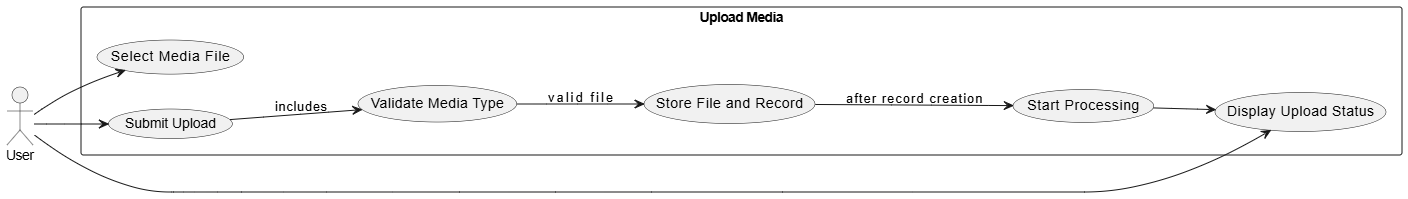 Upload Media
Select Media File
User
Submit Upload
includes
Validate Media Type
valid file
Store File and Record
after record creation
Start Processing
Display Upload Status